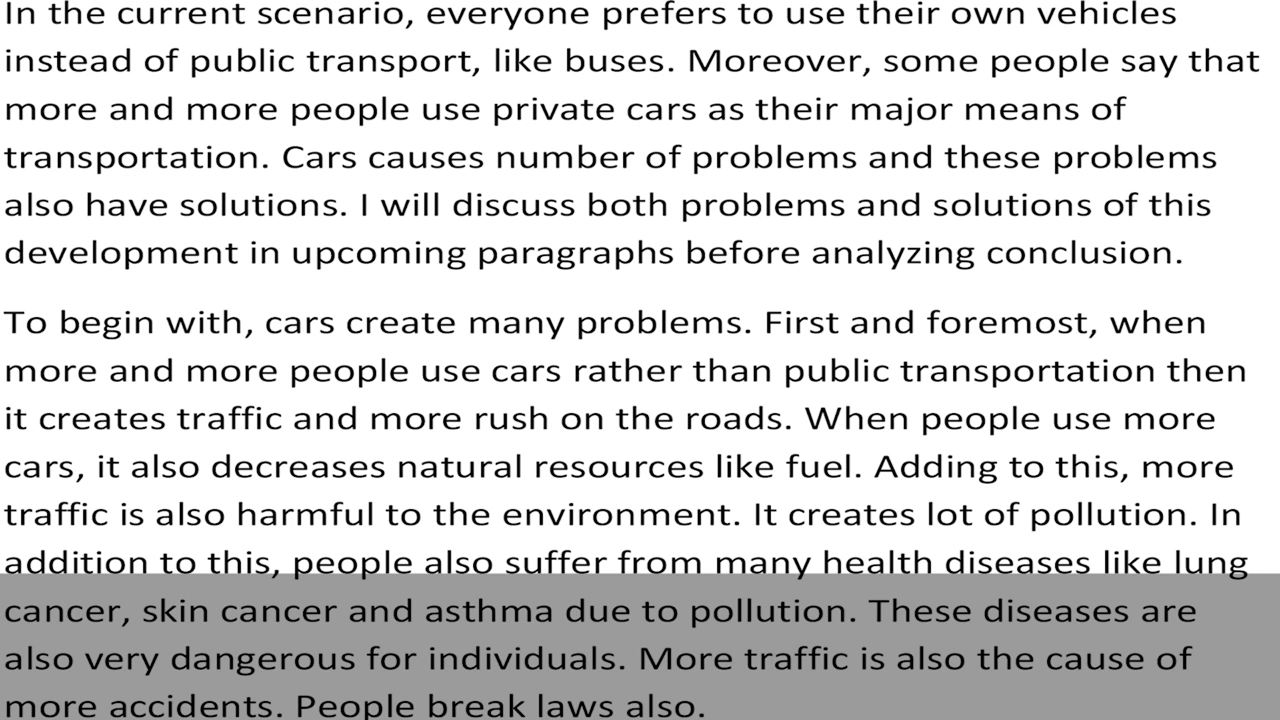 In the current scenario, everyone prefers to use their own vehicles
instead of public transport, like buses. Moreover, some people say that
more and more people use private cars as their major means of
transportation. Cars causes number of problems and these problems
also have solutions. I will discuss both problems and solutions of this
development in upcoming paragraphs before analyzing conclusion.
To begin with, cars create many problems. First and foremost, when
more and more people use cars rather than public transportation then
it creates traffic and more rush on the roads. When people use more
cars, it also decreases natural resources like fuel. Adding to this, more
traffic is also harmful to the environment. It creates lot of pollution. In
addition to this, people also suffer from many health diseases like lung
cancer, skin cancer and asthma due to pollution. These diseases are
also very dangerous for individuals. More traffic is also the cause of
more accidents. People break laws also.